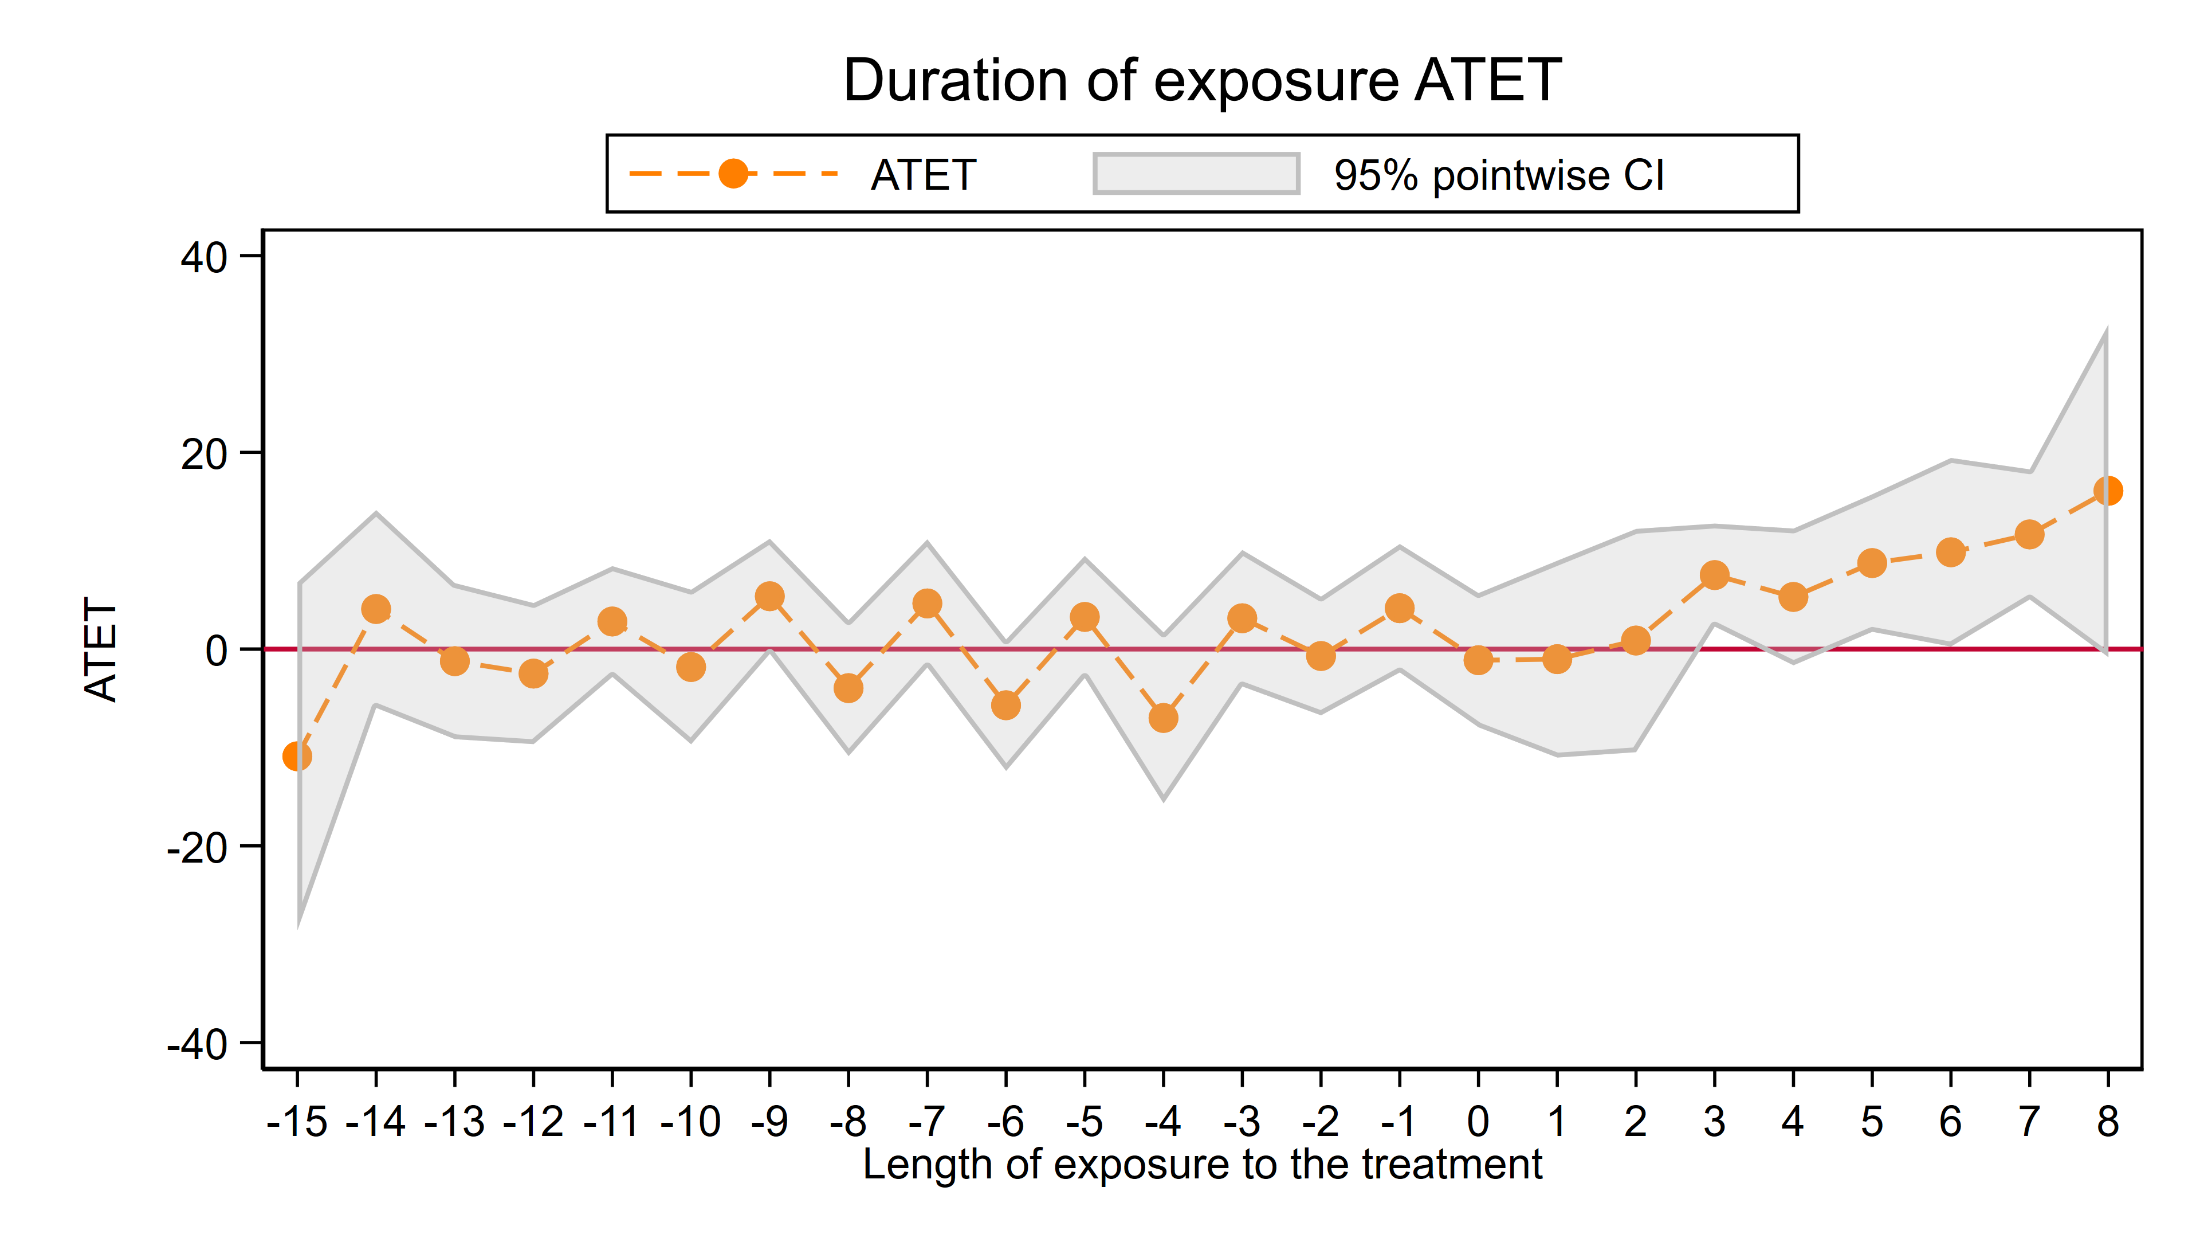 Duration of exposure ATET
ATET 95% pointwise CI
40
20
0
-20
-40
ATET
-15 -14 -13 -12 -11 -10 -9 -8 -7 -6 -5 -4 -3 -2 -1 0 1 2 3 4 5 6 7 8
Length of exposure to the treatment